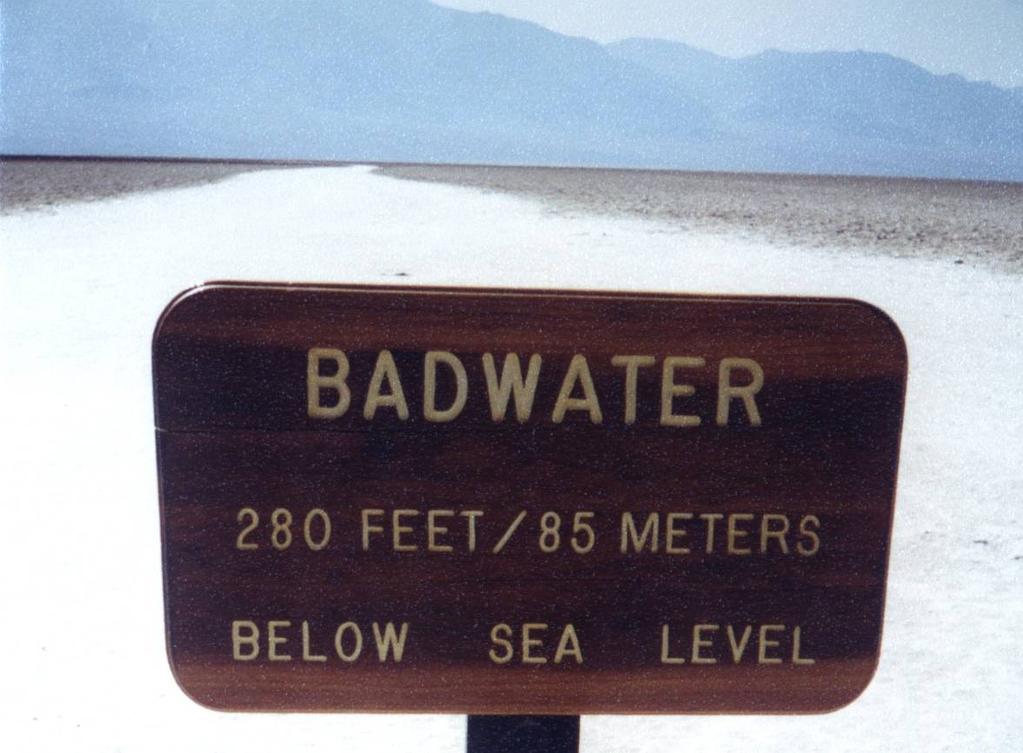 BADWATER
280 FEET/85 METERS
BELOW SEA LEVEL